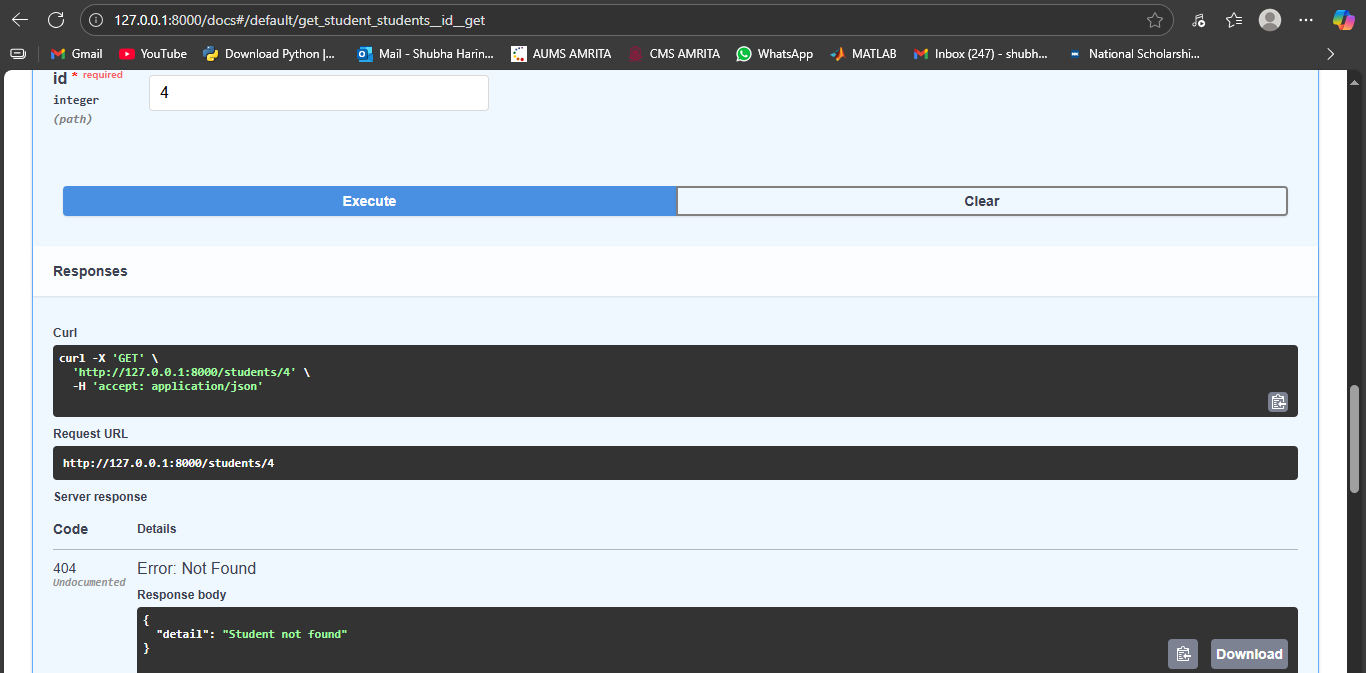 127.0.0.1:8000/docs#/default/get_student_students__id__get
Gmail YouTube Download Python |... Mail - Shubha Harin... AUMS AMRITA CMS AMRITA WhatsApp MATLAB Inbox (247) - shubh... National Scholarshi...
id * required
integer
(path)
4
Execute Clear
Responses
Curl
curl -X 'GET' \
'http://127.0.0.1:8000/students/4' \
-H 'accept: application/json'
Request URL
http://127.0.0.1:8000/students/4
Server response
Code Details
404 Error: Not Found
Undocumented
Response body
{
"detail": "Student not found"
}
Download